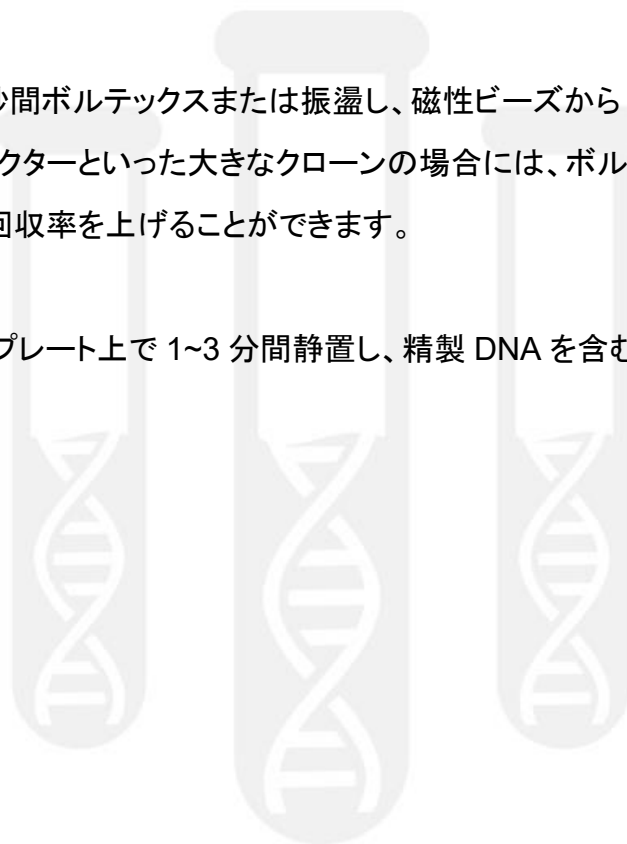 間ボルテックスまたは振盪し、磁性ビーズから
クターといった大きなクローンの場合には、ボル
回収率を上げることができます。
プレート上で 1~3 分間静置し、精製 DNA を含む